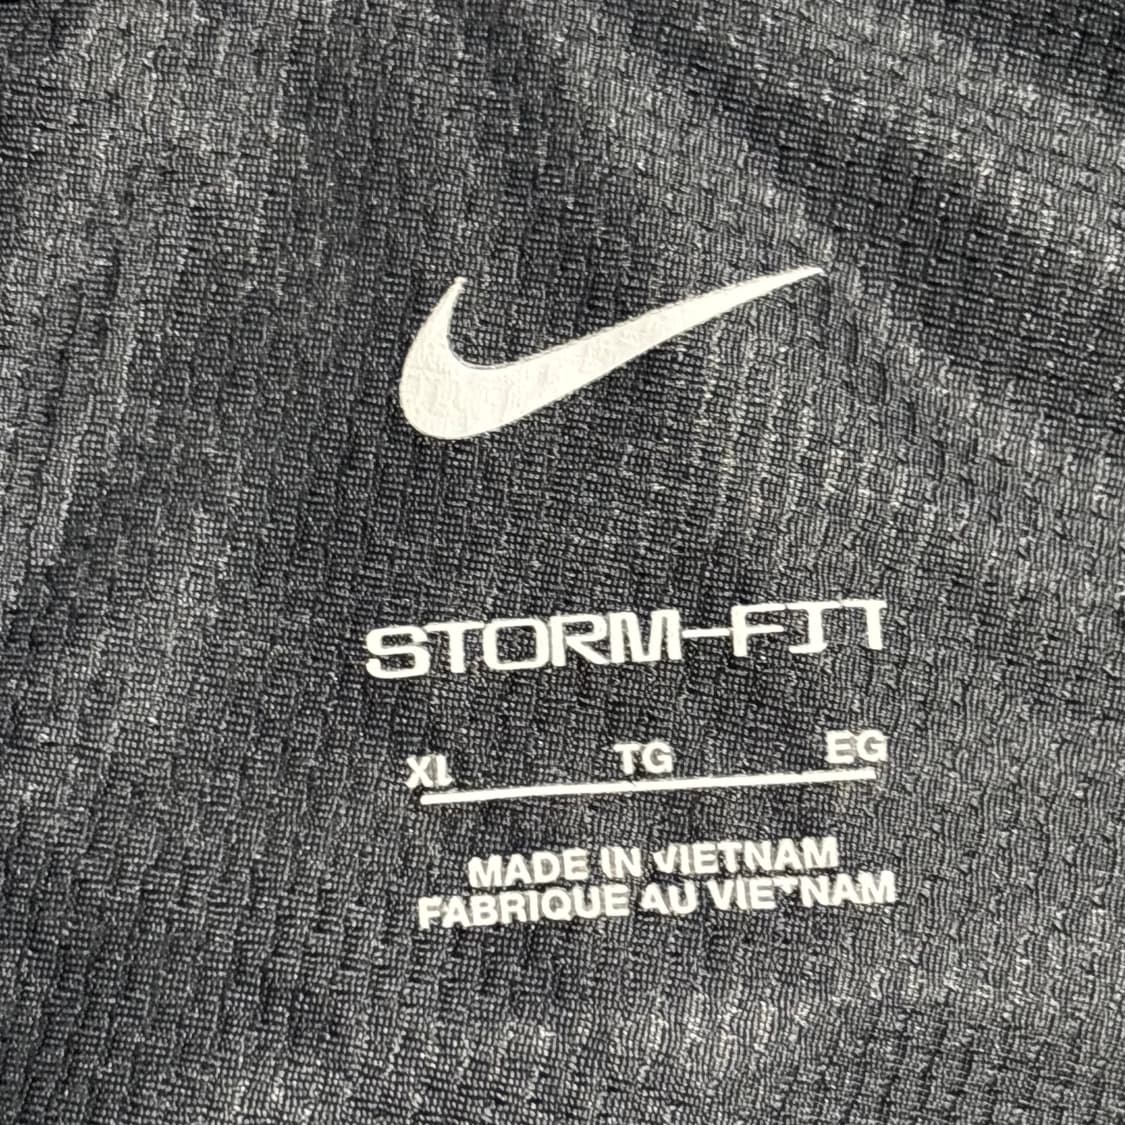 STORM-FIT
XL TG EG
MADE IN VIETNAM
FABRIQUE AU VIETNAM